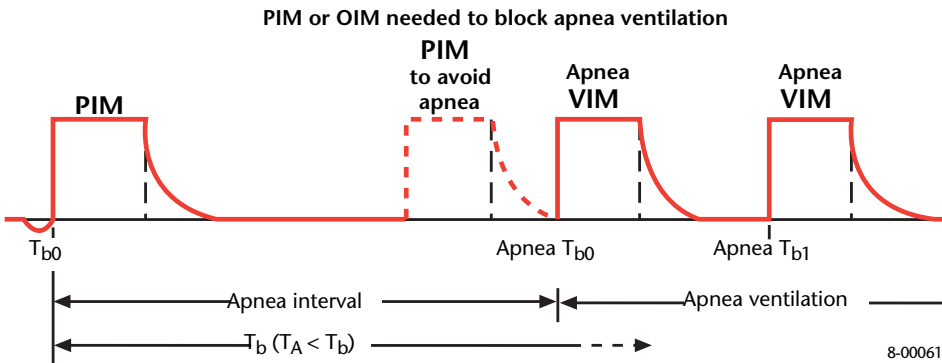 PIM or OIM needed to block apnea ventilation
PIM
PIM
to avoid
apnea
Apnea
VIM
Apnea
VIM
Tb0
Apnea Tb0
Apnea Tb1
Apnea interval
Apnea ventilation
Tb (TA < Tb)
8-00061